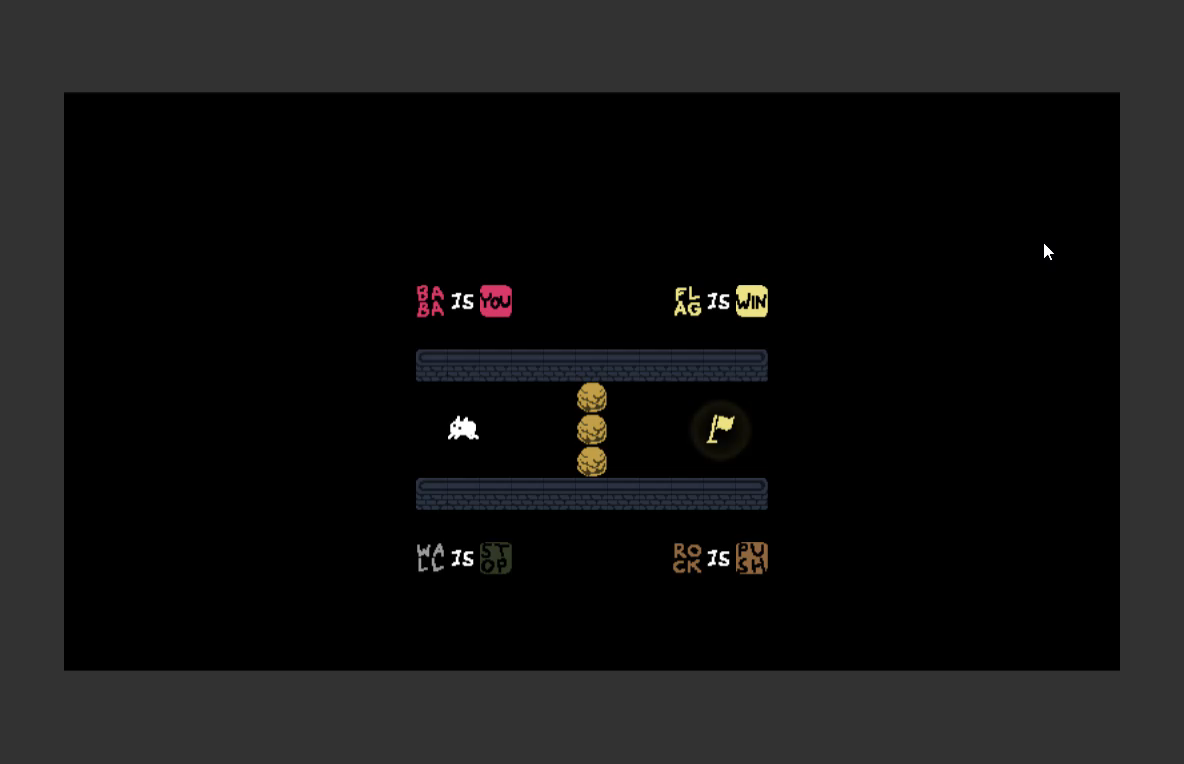 BABA IS YOU
FLAG IS WIN
WALL IS STOP
ROCK IS PUSH